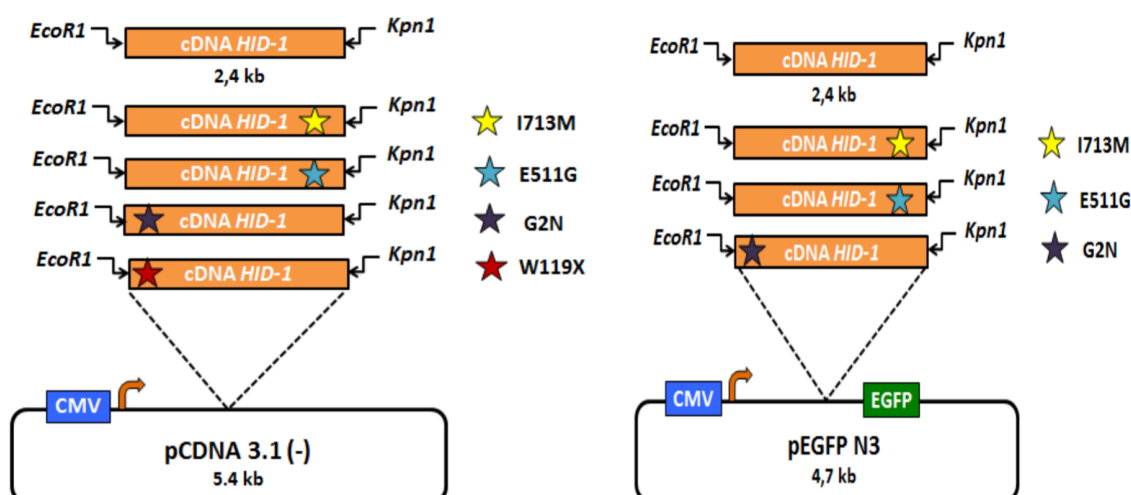 EcoR1 cDNA HID-1 Kpn1
2,4 kb
EcoR1 cDNA HID-1 Kpn1 I713M
EcoR1 cDNA HID-1 Kpn1 E511G
EcoR1 cDNA HID-1 Kpn1 G2N
EcoR1 cDNA HID-1 Kpn1 W119X
CMV
pCDNA 3.1 (-)
5.4 kb
EcoR1 cDNA HID-1 Kpn1
2,4 kb
EcoR1 cDNA HID-1 Kpn1 I713M
EcoR1 cDNA HID-1 Kpn1 E511G
EcoR1 cDNA HID-1 Kpn1 G2N
CMV EGFP
pEGFP N3
4,7 kb